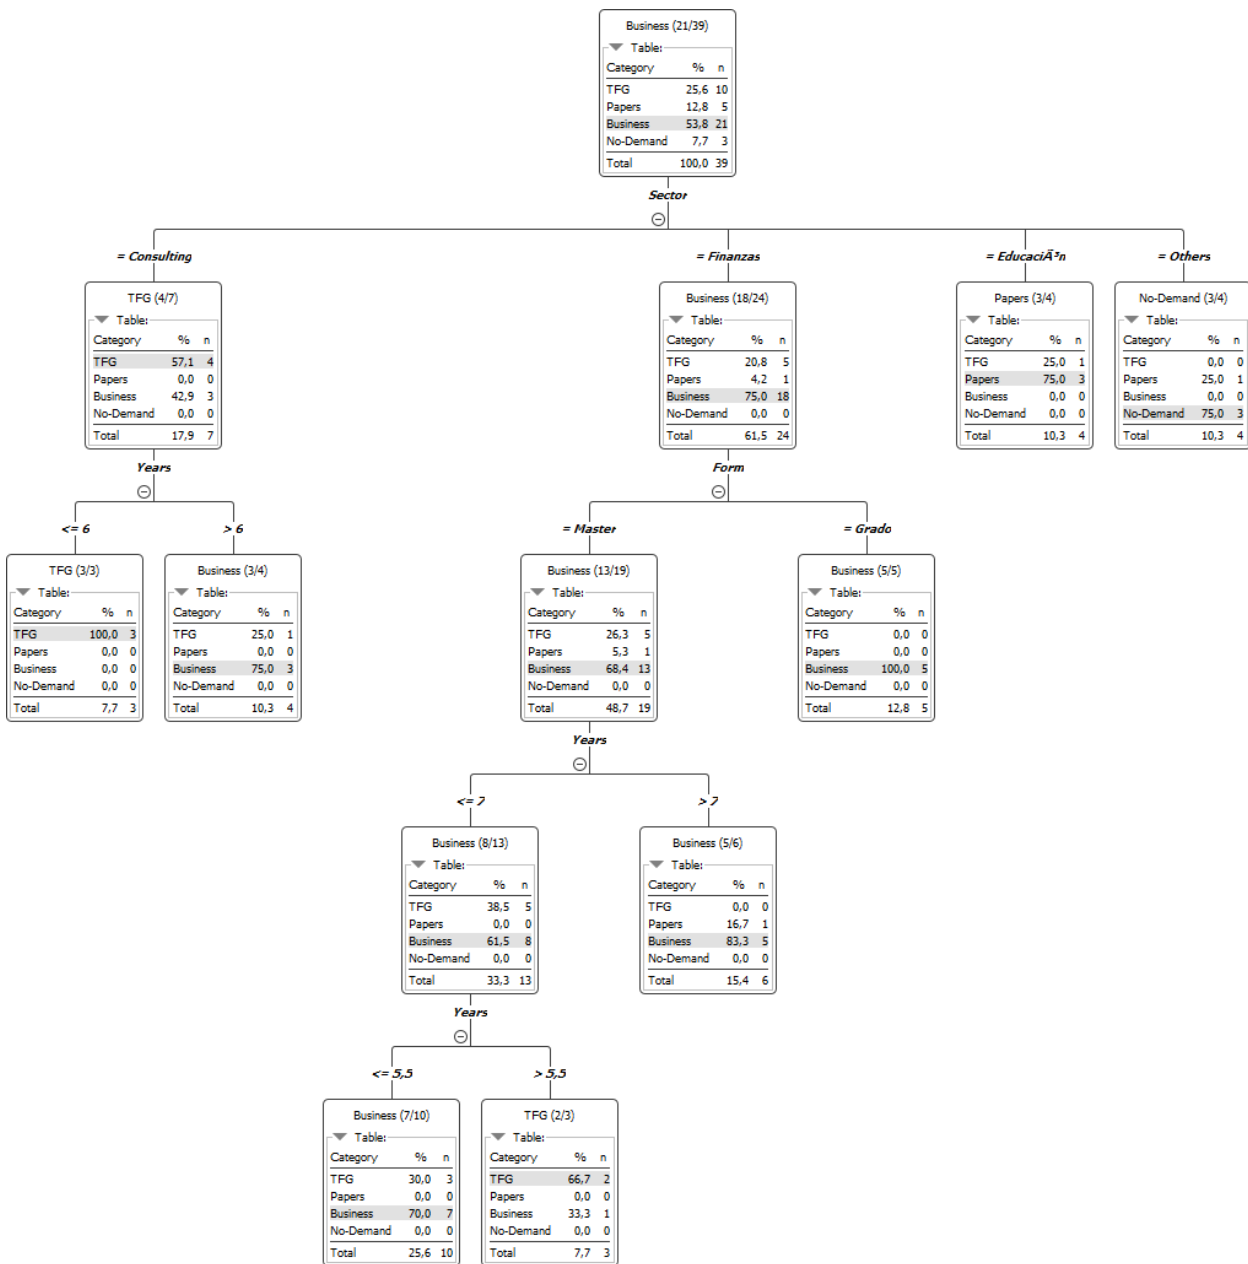 Business (21/39)
Table:
Category % n
TFG 25,6 10
Papers 12,8 5
Business 53,8 21
No-Demand 7,7 3
Total 100,0 39
Sector
= Consulting
= Finanzas
= EducaciÃ³n
= Others
TFG (4/7)
Table:
Category % n
TFG 57,1 4
Papers 0,0 0
Business 42,9 3
No-Demand 0,0 0
Total 17,9 7
Business (18/24)
Table:
Category % n
TFG 20,8 5
Papers 4,2 1
Business 75,0 18
No-Demand 0,0 0
Total 61,5 24
Papers (3/4)
Table:
Category % n
TFG 25,0 1
Papers 75,0 3
Business 0,0 0
No-Demand 0,0 0
Total 10,3 4
No-Demand (3/4)
Table:
Category % n
TFG 0,0 0
Papers 25,0 1
Business 0,0 0
No-Demand 75,0 3
Total 10,3 4
Years
Form
<= 6
> 6
= Master
= Grado
TFG (3/3)
Table:
Category % n
TFG 100,0 3
Papers 0,0 0
Business 0,0 0
No-Demand 0,0 0
Total 7,7 3
Business (3/4)
Table:
Category % n
TFG 25,0 1
Papers 0,0 0
Business 75,0 3
No-Demand 0,0 0
Total 10,3 4
Business (13/19)
Table:
Category % n
TFG 26,3 5
Papers 5,3 1
Business 68,4 13
No-Demand 0,0 0
Total 48,7 19
Business (5/5)
Table:
Category % n
TFG 0,0 0
Papers 0,0 0
Business 100,0 5
No-Demand 0,0 0
Total 12,8 5
Years
<= 7
> 7
Business (8/13)
Table:
Category % n
TFG 38,5 5
Papers 0,0 0
Business 61,5 8
No-Demand 0,0 0
Total 33,3 13
Business (5/6)
Table:
Category % n
TFG 0,0 0
Papers 16,7 1
Business 83,3 5
No-Demand 0,0 0
Total 15,4 6
Years
<= 5,5
> 5,5
Business (7/10)
Table:
Category % n
TFG 30,0 3
Papers 0,0 0
Business 70,0 7
No-Demand 0,0 0
Total 25,6 10
TFG (2/3)
Table:
Category % n
TFG 66,7 2
Papers 0,0 0
Business 33,3 1
No-Demand 0,0 0
Total 7,7 3